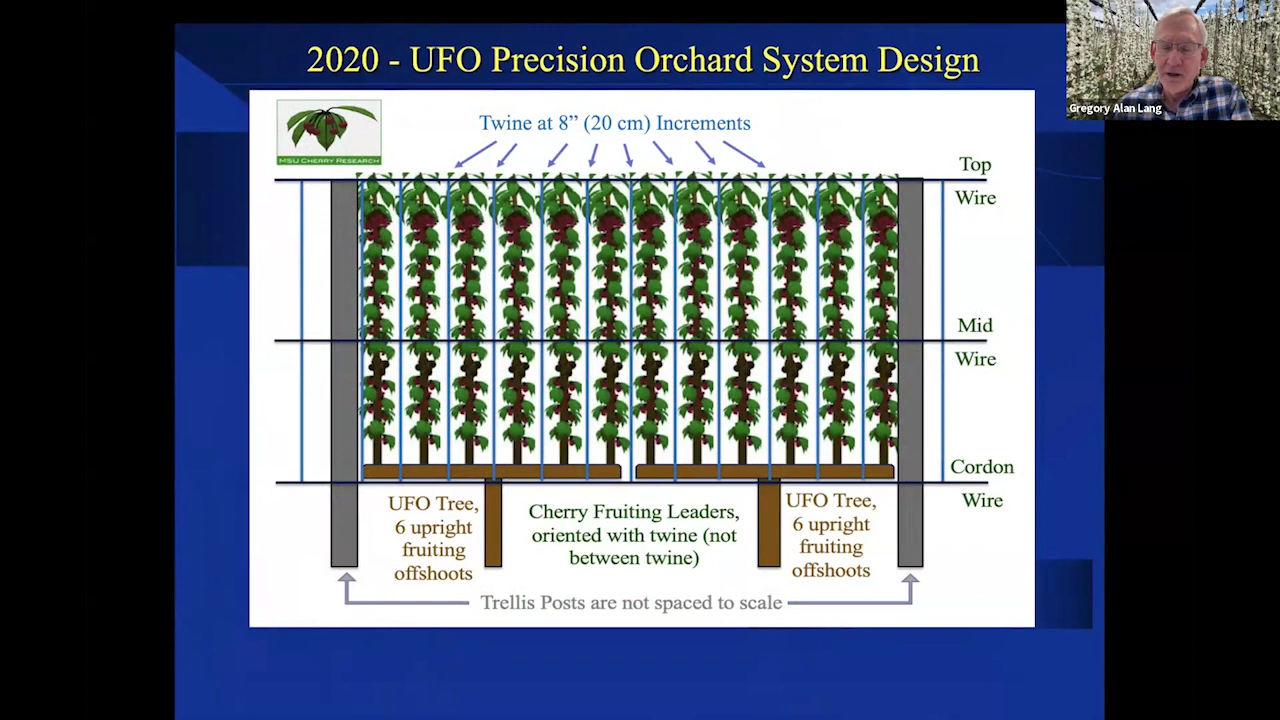 2020 - UFO Precision Orchard System Design
Gregory Alan Lang
MSU CHERRY RESEARCH
Twine at 8” (20 cm) Increments
Top
Wire
Mid
Wire
Cordon
Wire
UFO Tree,
6 upright
fruiting
offshoots
Cherry Fruiting Leaders,
oriented with twine (not
between twine)
UFO Tree,
6 upright
fruiting
offshoots
Trellis Posts are not spaced to scale